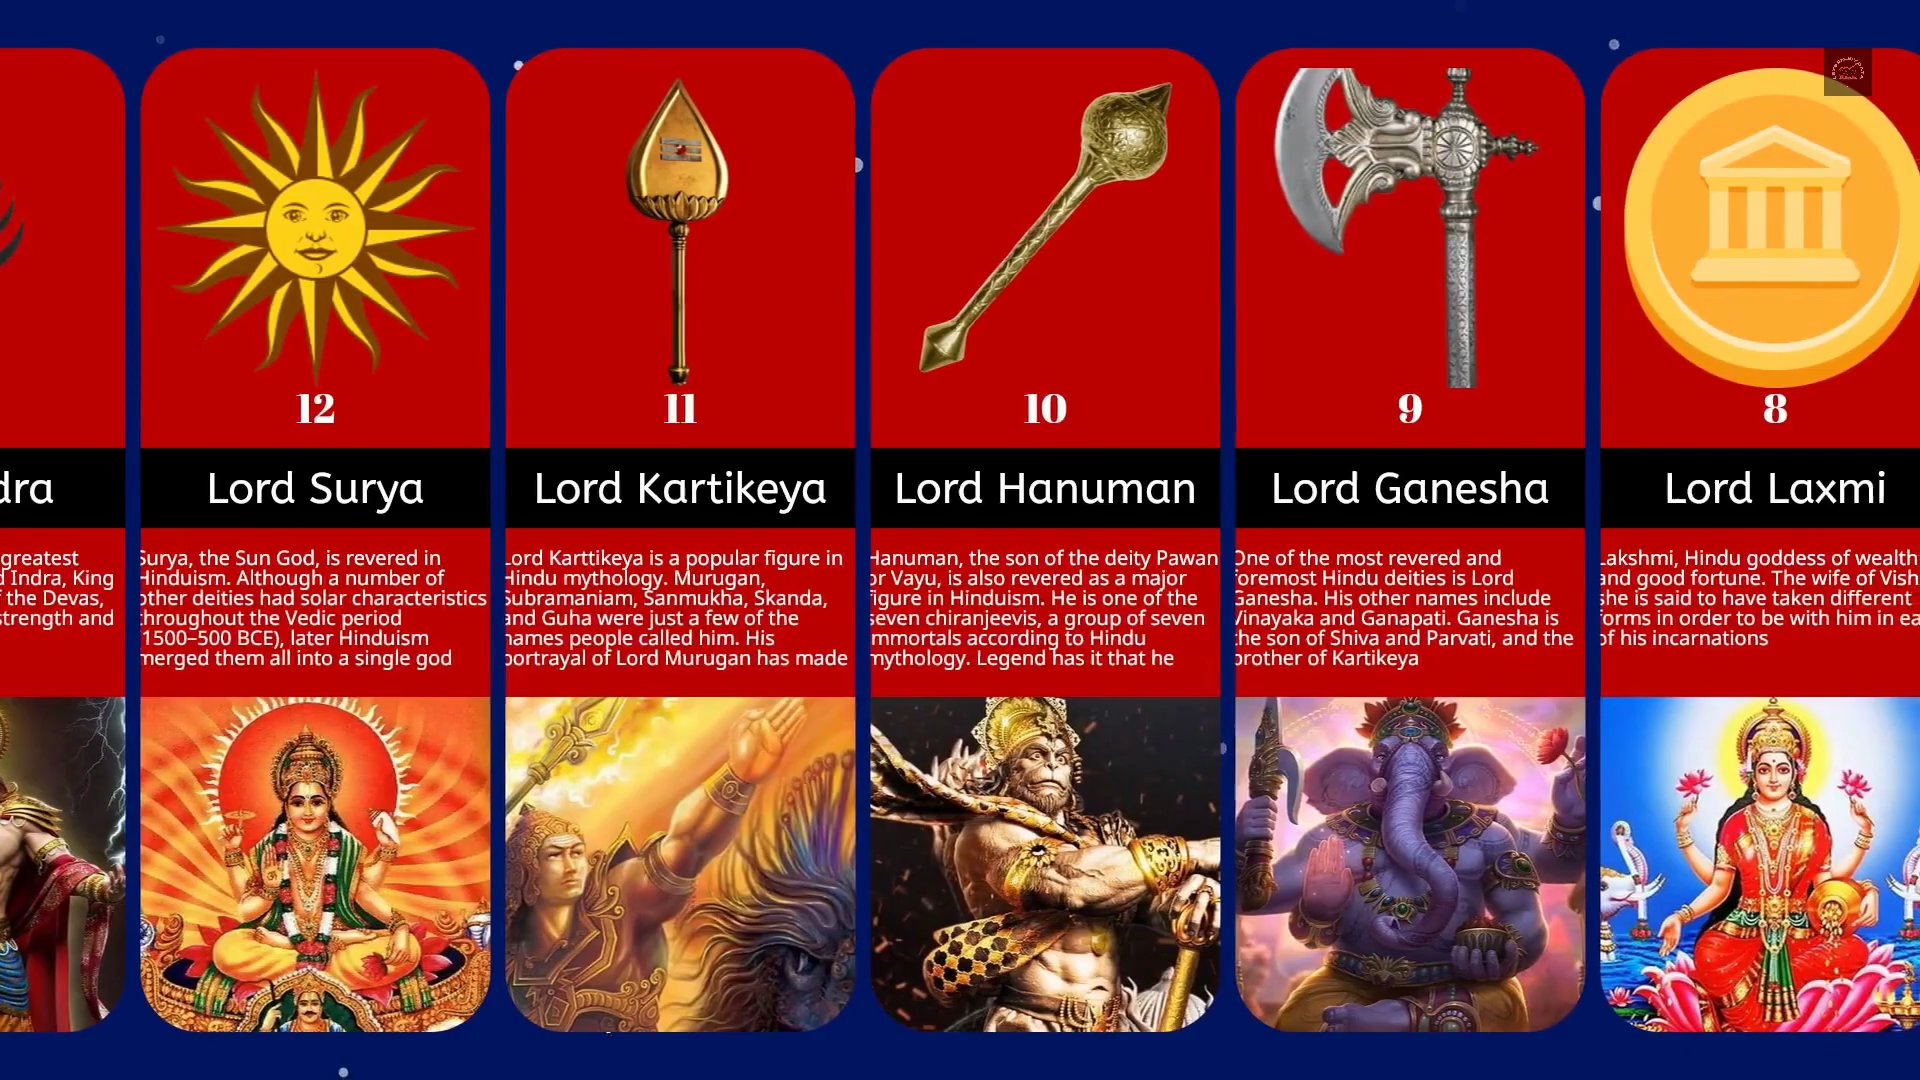 dra
greatest
d Indra, King
f the Devas,
strength and
12
Lord Surya
Surya, the Sun God, is revered in
Hinduism. Although a number of
other deities had solar characteristics
throughout the Vedic period
(1500–500 BCE), later Hinduism
merged them all into a single god
11
Lord Kartikeya
Lord Karttikeya is a popular figure in
Hindu mythology. Murugan,
Subramaniam, Sanmukha, Skanda,
and Guha were just a few of the
names people called him. His
portrayal of Lord Murugan has made
10
Lord Hanuman
Hanuman, the son of the deity Pawan
or Vayu, is also revered as a major
figure in Hinduism. He is one of the
seven chiranjeevis, a group of seven
immortals according to Hindu
mythology. Legend has it that he
9
Lord Ganesha
One of the most revered and
foremost Hindu deities is Lord
Ganesha. His other names include
Vinayaka and Ganapati. Ganesha is
the son of Shiva and Parvati, and the
brother of Kartikeya
8
Lord Laxmi
Lakshmi, Hindu goddess of wealth
and good fortune. The wife of Vish
she is said to have taken different
forms in order to be with him in ea
of his incarnations